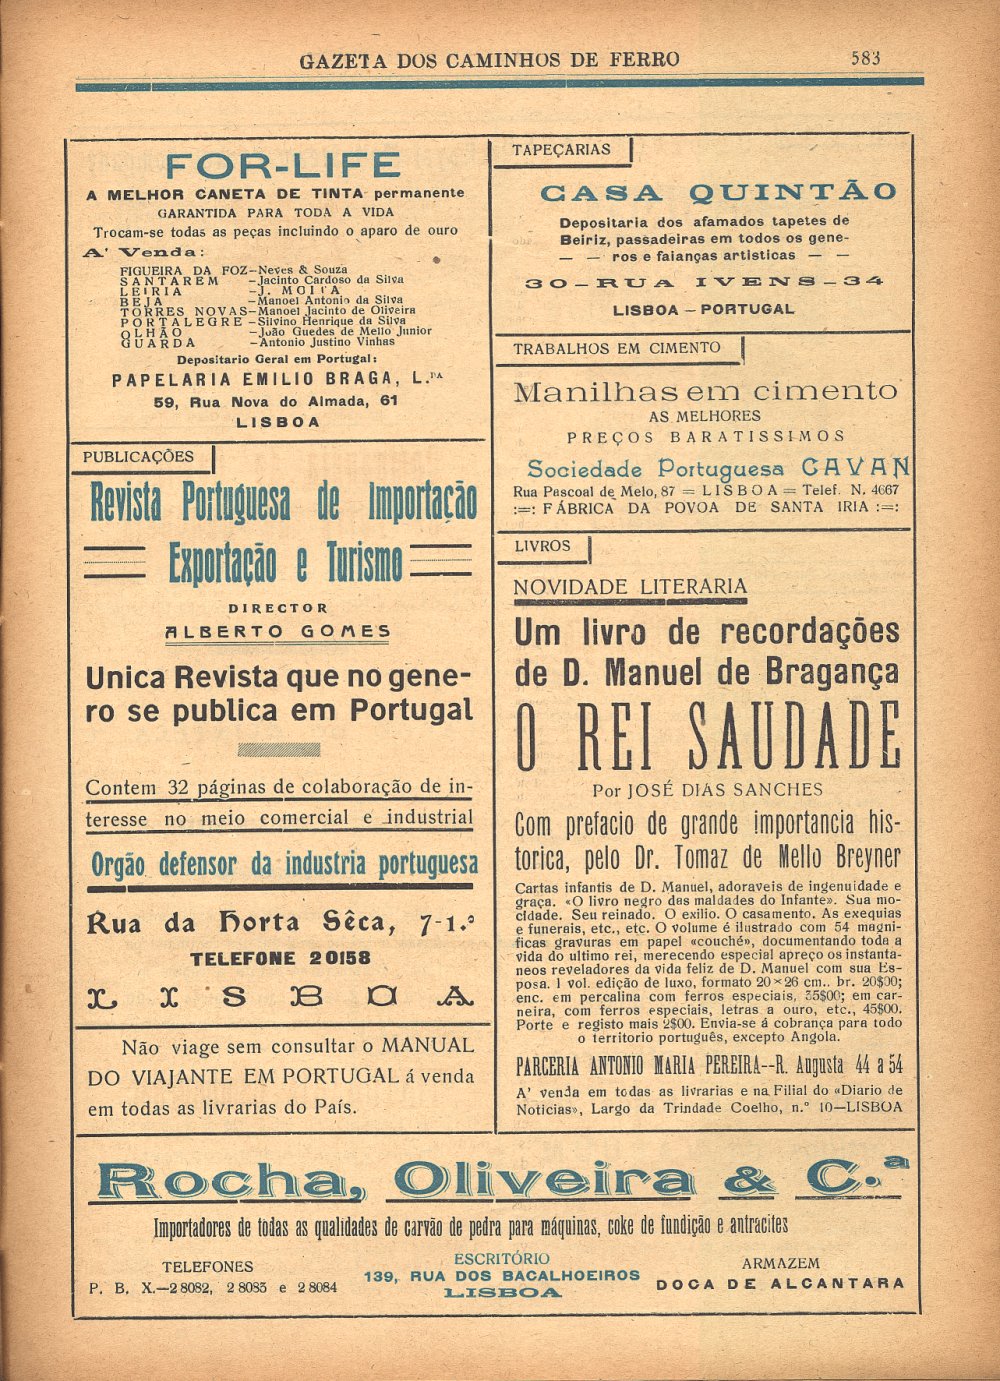 GAZETA DOS CAMINHOS DE FERRO 583
FOR-LIFE
A MELHOR CANETA DE TINTA permanente
GARANTIDA PARA TODA A VIDA
Trocam-se todas as peças incluindo o aparo de ouro
A' Venda:
FIGUEIRA DA FOZ-Neves & Souza
SANTAREM -Jacinto Cardoso da Silva
LEIRIA -J. MOITA
BEJA -Manoel Antonio da Silva
TORRES NOVAS-Manoel Jacinto de Oliveira
PORTALEGRE-Silvino Henrique da Silva
OLHÃO -João Guedes de Mello Junior
GUARDA -Antonio Justino Vinhas
Depositario Geral em Portugal:
PAPELARIA EMILIO BRAGA, L.DA
59, Rua Nova do Almada, 61
LISBOA
PUBLICAÇÕES
Revista Portuguesa de Importação
Exportação e Turismo
DIRECTOR
ALBERTO GOMES
Unica Revista que no gene-
ro se publica em Portugal
Contem 32 páginas de colaboração de in-
teresse no meio comercial e industrial
Orgão defensor da industria portuguesa
Rua da Horta Sêca, 7-1.º
TELEFONE 20158
LISBOA
Não viage sem consultar o MANUAL
DO VIAJANTE EM PORTUGAL á venda
em todas as livrarias do País.
TAPEÇARIAS
CASA QUINTÃO
Depositaria dos afamados tapetes de
Beiriz, passadeiras em todos os gene-
— — ros e faianças artisticas — —
30-RUA IVENS-34
LISBOA – PORTUGAL
TRABALHOS EM CIMENTO
Manilhas em cimento
AS MELHORES
PREÇOS BARATISSIMOS
Sociedade Portuguesa CAVAN
Rua Pascoal de Melo, 87 = LISBOA = Telef. N. 4667
:=: FÁBRICA DA POVOA DE SANTA IRIA :=:
LIVROS
NOVIDADE LITERARIA
Um livro de recordações
de D. Manuel de Bragança
O REI SAUDADE
Por JOSÉ DIAS SANCHES
Com prefacio de grande importancia his-
torica, pelo Dr. Tomaz de Mello Breyner
Cartas infantis de D. Manuel, adoraveis de ingenuidade e
graça. «O livro negro das maldades do Infante». Sua mo-
cidade. Seu reinado. O exilio. O casamento. As exequias
e funerais, etc., etc. O volume é ilustrado com 54 magni-
ficas gravuras em papel «couché», documentando toda a
vida do ultimo rei, merecendo especial apreço os instanta-
neos reveladores da vida feliz de D. Manuel com sua Es-
posa. 1 vol. edição de luxo, formato 20×26 cm.. br. 20$00;
enc. em percalina com ferros especiais, 35$00; em car-
neira, com ferros especiais, letras a ouro, etc., 45$00.
Porte e registo mais 2$00. Envia-se á cobrança para todo
o territorio português, excepto Angola.
PARCERIA ANTONIO MARIA PEREIRA--R. Augusta 44 a 54
A' venda em todas as livrarias e na Filial do «Diario de
Noticias», Largo da Trindade Coelho, n.º 10—LISBOA
Rocha, Oliveira & C.ª
Importadores de todas as qualidades de carvão de pedra para máquinas, coke de fundição e antracites
TELEFONES
P. B. X.—28082, 28083 e 28084
ESCRITÓRIO
139, RUA DOS BACALHOEIROS
LISBOA
ARMAZEM
DOCA DE ALCANTARA